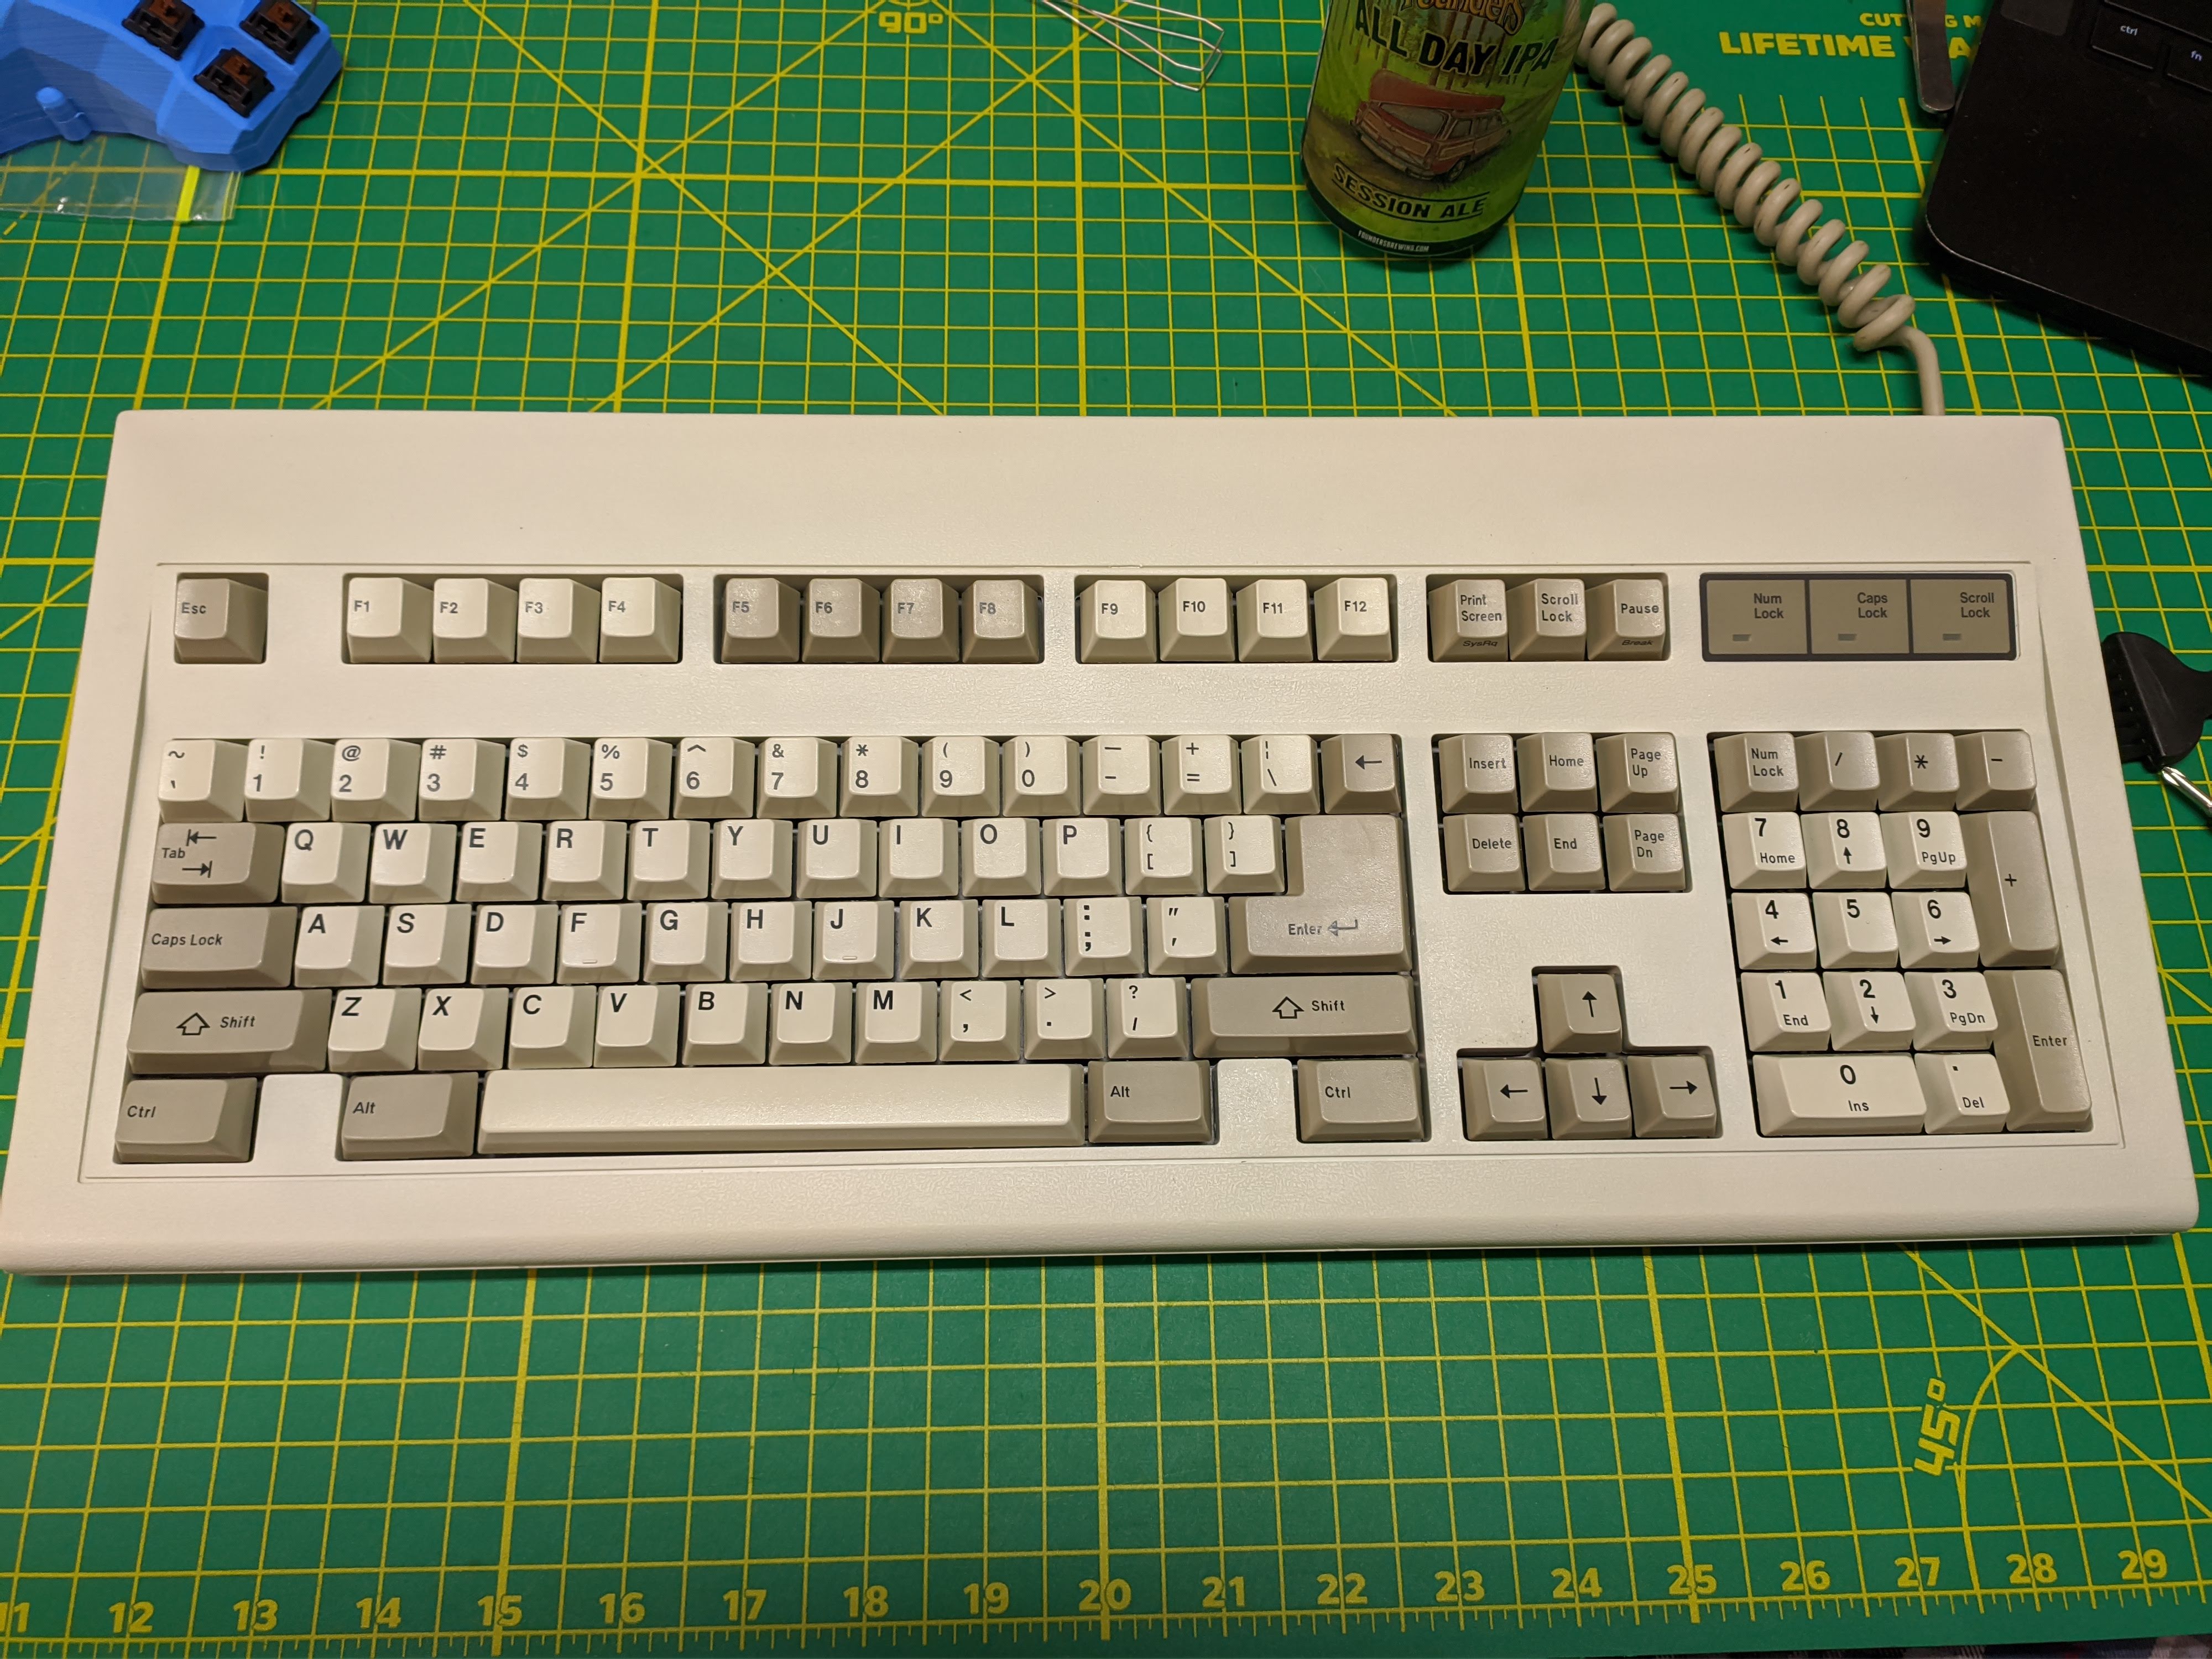 90°
Founders
ALL DAY IPA
SESSION ALE
FOUNDERSBREWING.COM
LIFETIME
ctrl
fn
Esc
F1 F2 F3 F4 F5 F6 F7 F8 F9 F10 F11 F12
Print Screen
SysRq
Scroll Lock
Pause
Break
Num Lock
Caps Lock
Scroll Lock
~ ! @ # $ % ^ & * ( ) — + ¦ ←
` 1 2 3 4 5 6 7 8 9 0 - = \
Insert Home Page Up
Num Lock / * -
Tab Q W E R T Y U I O P { [ } ]
Delete End Page Dn
7 Home 8 ↑ 9 PgUp +
Caps Lock A S D F G H J K L : ; " ' Enter
4 ← 5 6 →
Shift Z X C V B N M < , > . ? / Shift
↑
1 End 2 ↓ 3 PgDn Enter
Ctrl Alt Alt Ctrl
← ↓ →
0 Ins . Del
45°
11 12 13 14 15 16 17 18 19 20 21 22 23 24 25 26 27 28 29